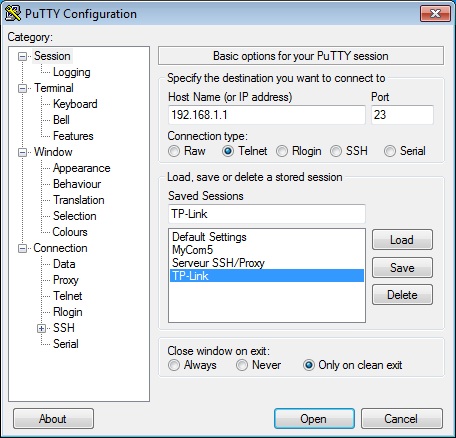 PuTTY Configuration
Category:
Session
Logging
Terminal
Keyboard
Bell
Features
Window
Appearance
Behaviour
Translation
Selection
Colours
Connection
Data
Proxy
Telnet
Rlogin
SSH
Serial
Basic options for your PuTTY session
Specify the destination you want to connect to
Host Name (or IP address) Port
192.168.1.1 23
Connection type:
Raw Telnet Rlogin SSH Serial
Load, save or delete a stored session
Saved Sessions
TP-Link
Default Settings
MyCom5
Serveur SSH/Proxy
TP-Link
Load
Save
Delete
Close window on exit:
Always Never Only on clean exit
About Open Cancel